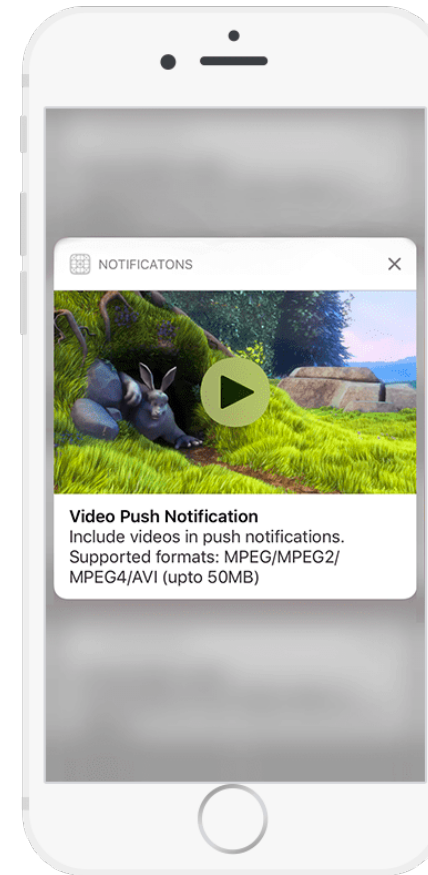 NOTIFICATONS
Video Push Notification
Include videos in push notifications.
Supported formats: MPEG/MPEG2/
MPEG4/AVI (upto 50MB)